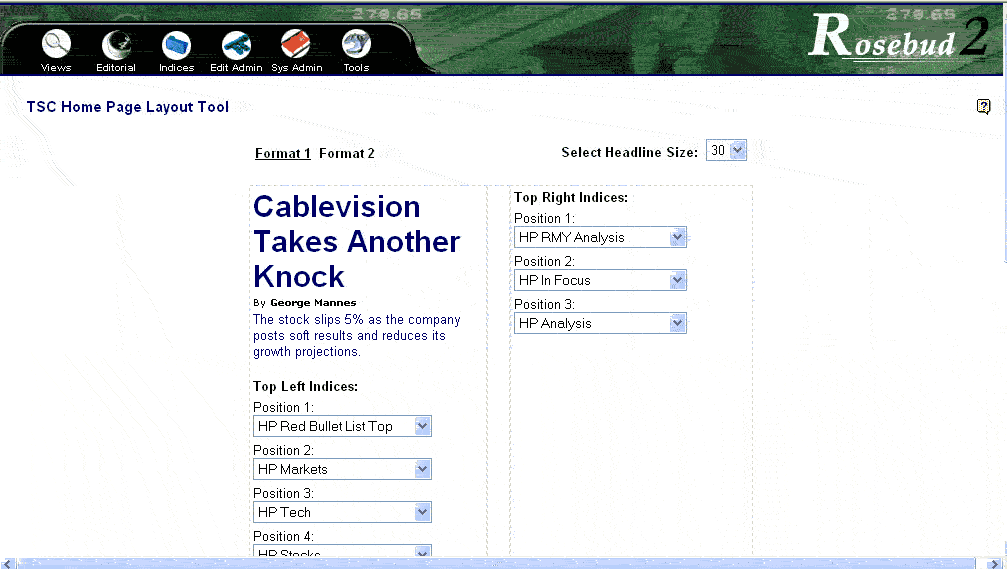 279.65
279.65
Rosebud 2
Views Editorial Indices Edit Admin Sys Admin Tools
TSC Home Page Layout Tool
?
Format 1 Format 2
Select Headline Size: 30
Cablevision
Takes Another
Knock
By George Mannes
The stock slips 5% as the company
posts soft results and reduces its
growth projections.
Top Left Indices:
Position 1:
HP Red Bullet List Top
Position 2:
HP Markets
Position 3:
HP Tech
Position 4:
HP Stocks
Top Right Indices:
Position 1:
HP RMY Analysis
Position 2:
HP In Focus
Position 3:
HP Analysis